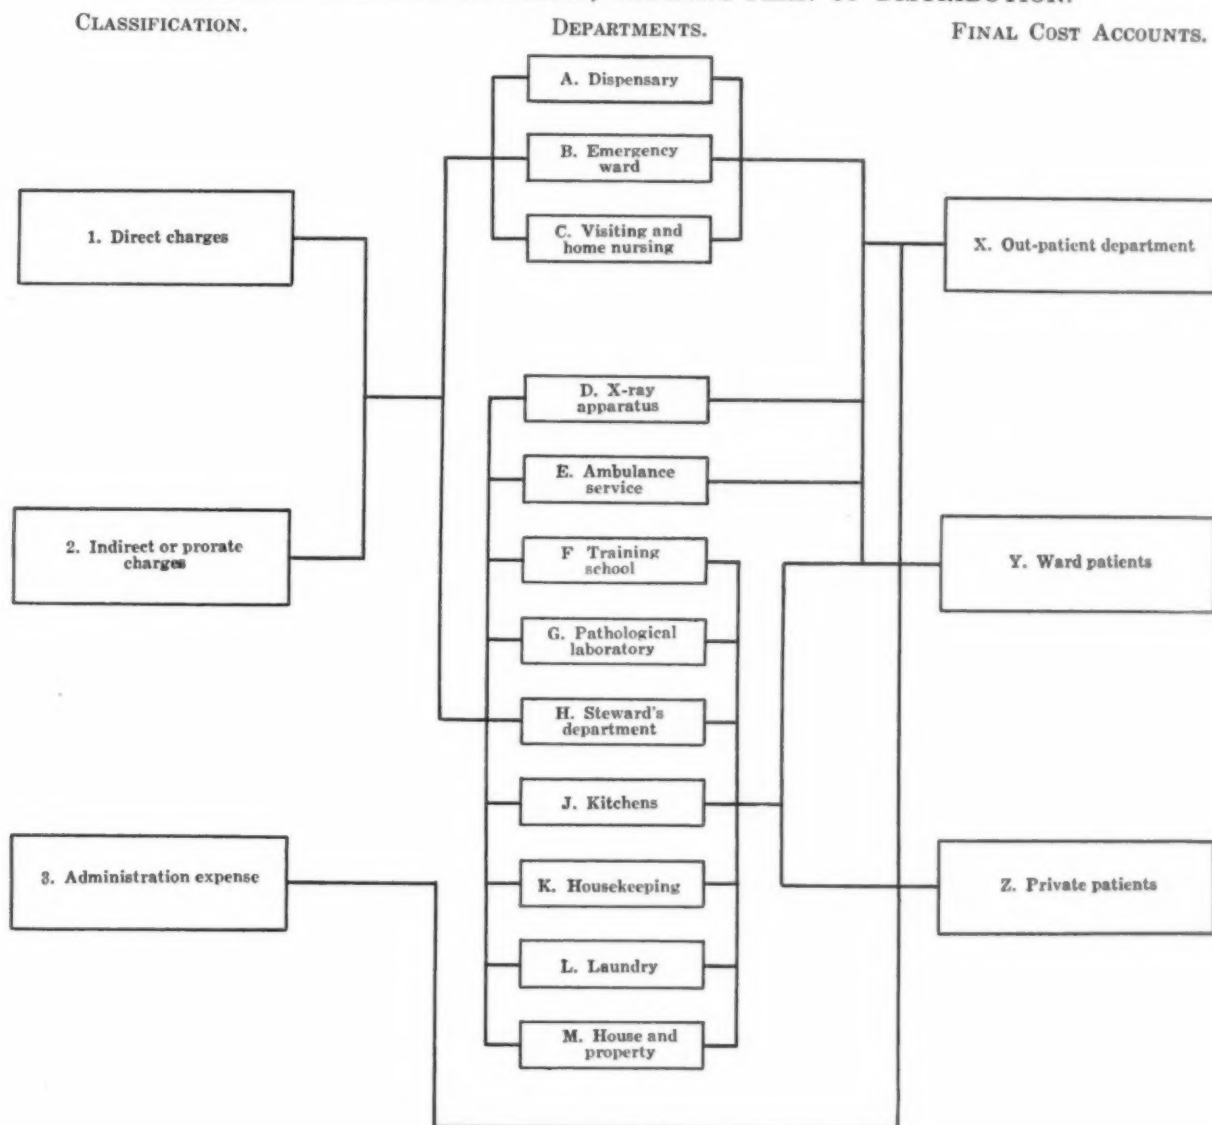 CLASSIFICATION.
DEPARTMENTS.
FINAL COST ACCOUNTS.
A. Dispensary
B. Emergency
ward
C. Visiting and
home nursing
1. Direct charges
X. Out-patient department
D. X-ray
apparatus
E. Ambulance
service
2. Indirect or prorate
charges
F Training
school
Y. Ward patients
G. Pathological
laboratory
H. Steward's
department
J. Kitchens
3. Administration expense
K. Housekeeping
Z. Private patients
L. Laundry
M. House and
property